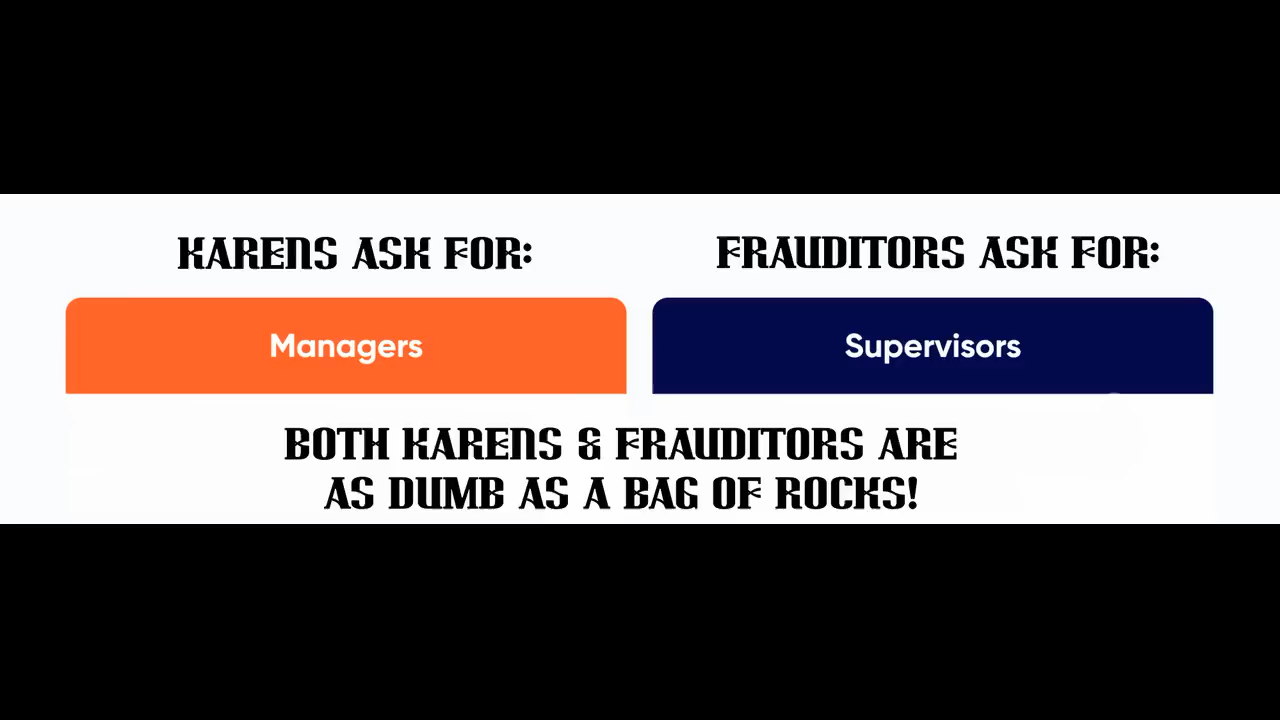 KARENS ASK FOR:
FRAUDITORS ASK FOR:
Managers
Supervisors
BOTH KARENS & FRAUDITORS ARE
AS DUMB AS A BAG OF ROCKS!